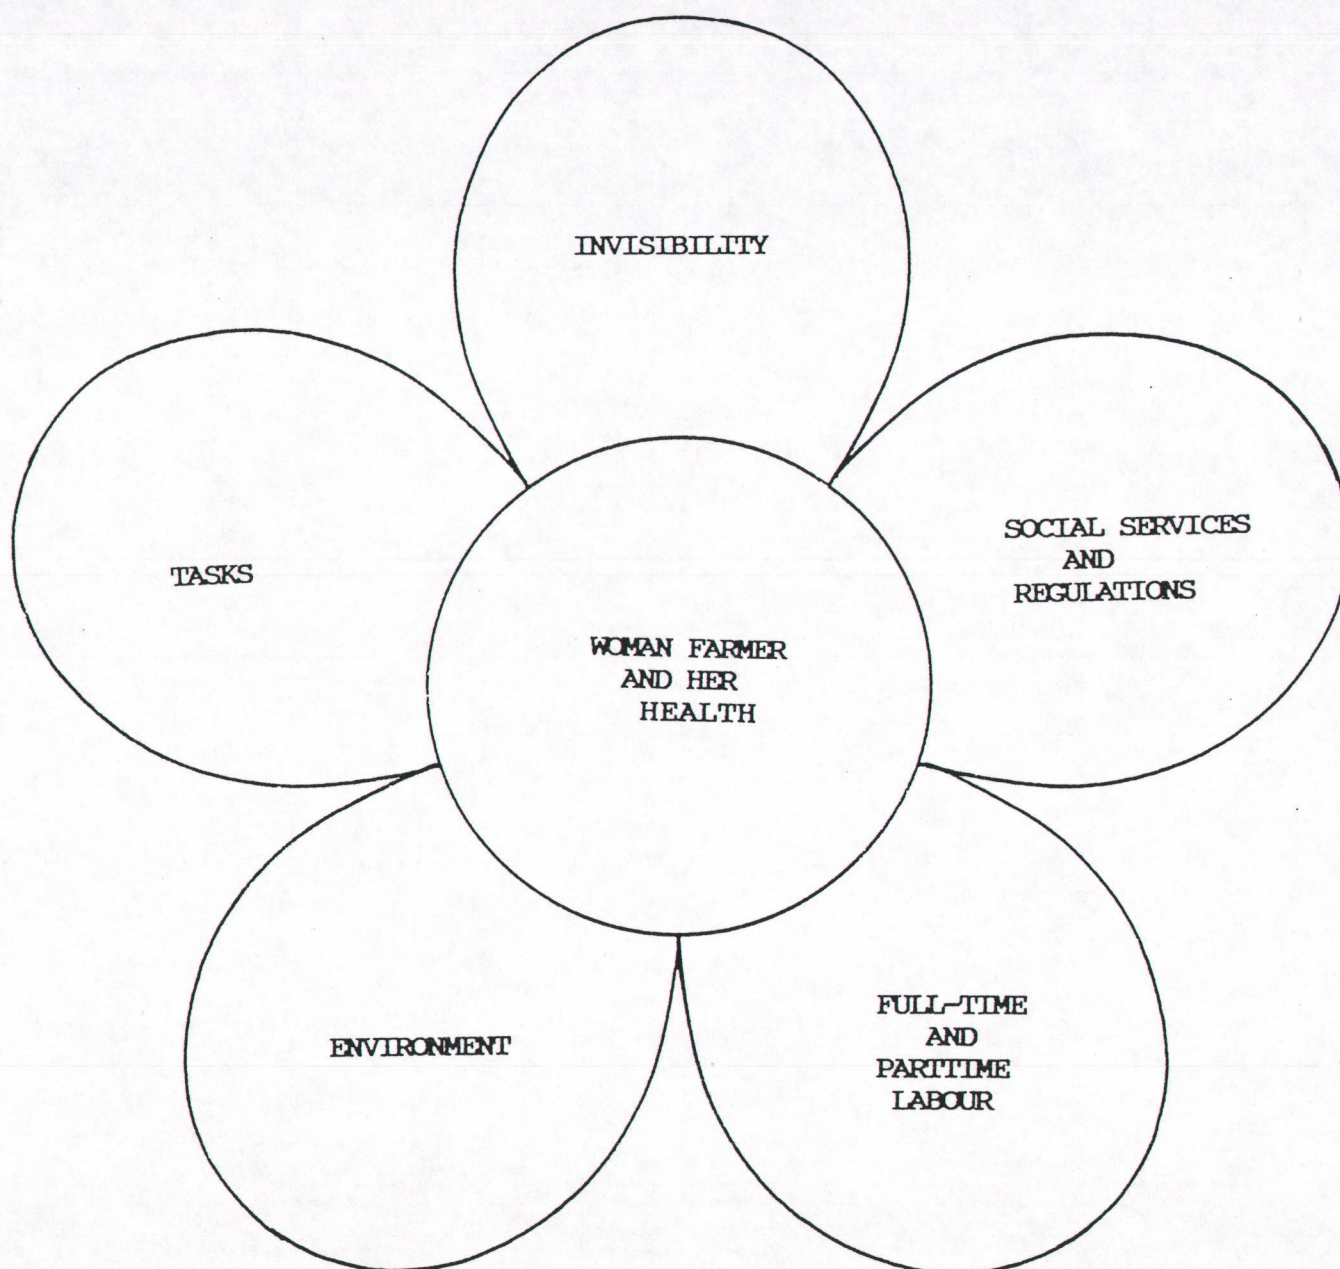 INVISIBILITY
TASKS
SOCIAL SERVICES
AND
REGULATIONS
WOMAN FARMER
AND HER
HEALTH
ENVIRONMENT
FULL-TIME
AND
PARTTIME
LABOUR